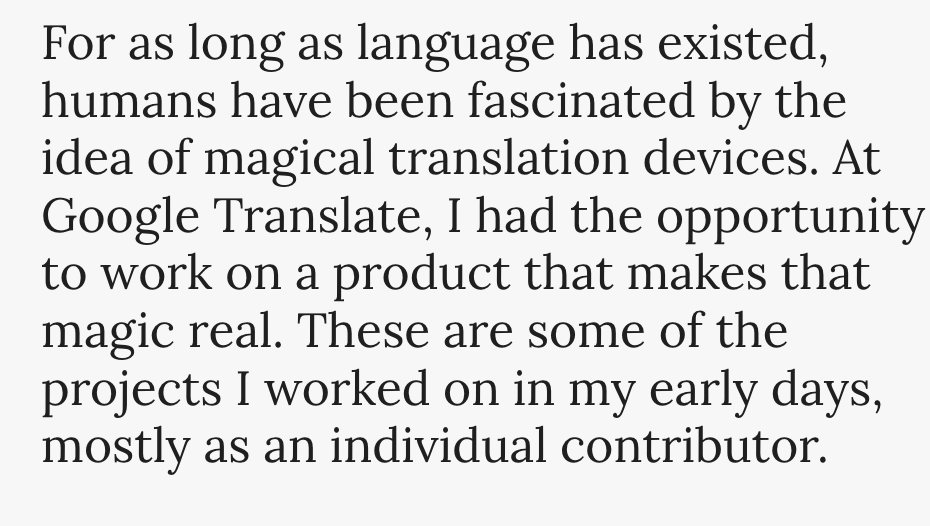 For as long as language has existed,
humans have been fascinated by the
idea of magical translation devices. At
Google Translate, I had the opportunity
to work on a product that makes that
magic real. These are some of the
projects I worked on in my early days,
mostly as an individual contributor.